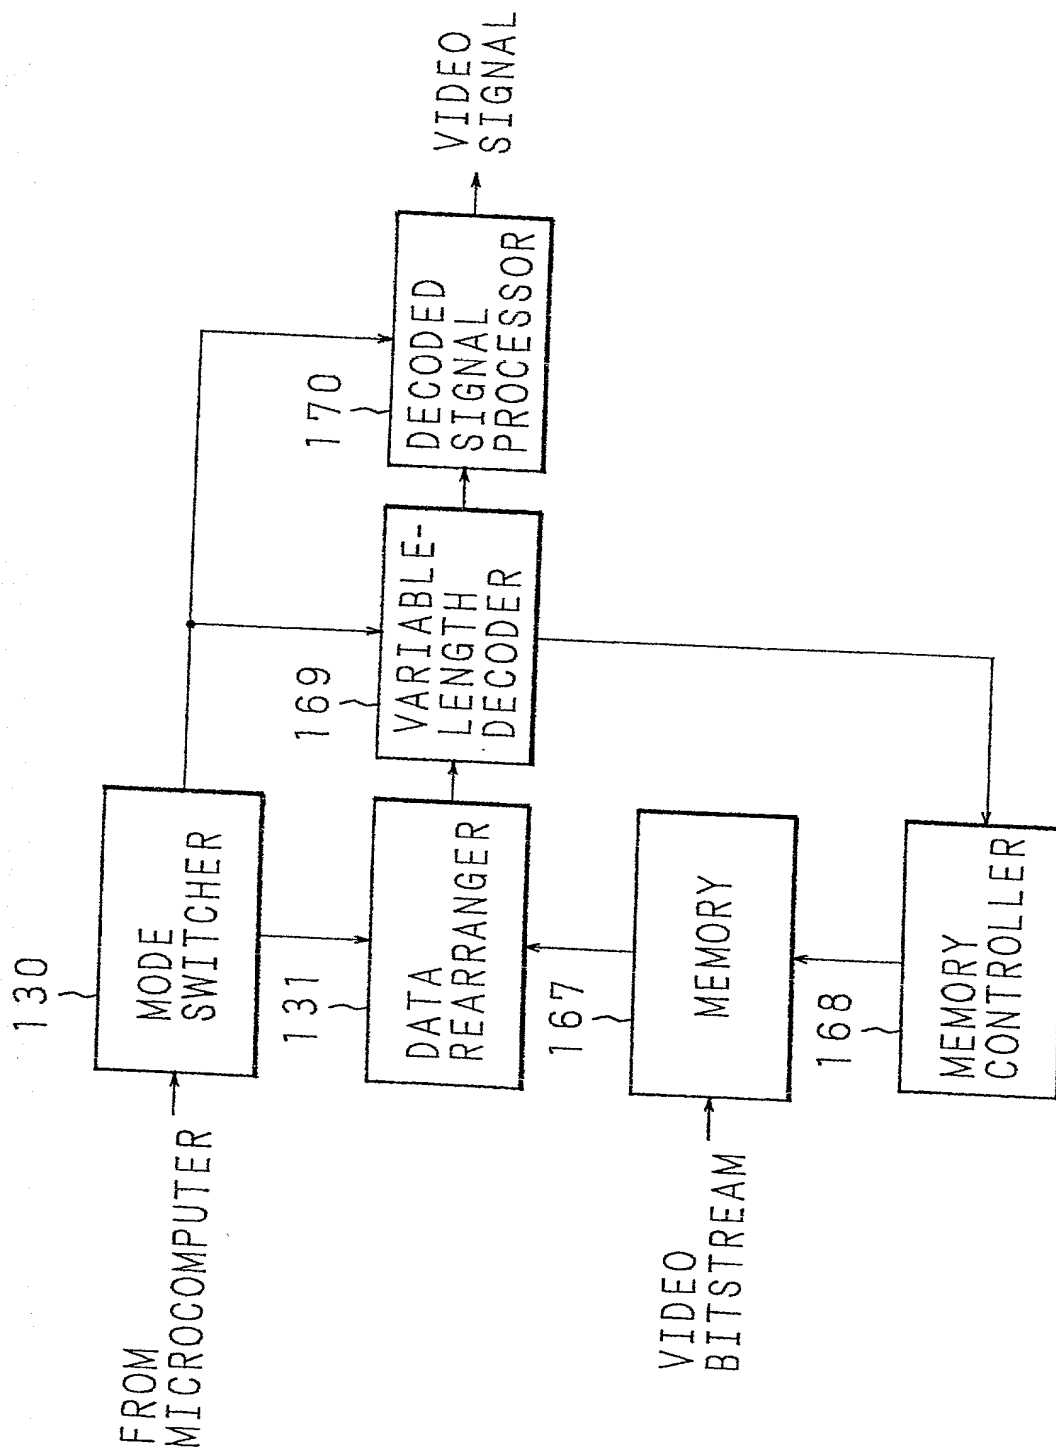 FROM
MICROCOMPUTER
130
MODE
SWITCHER
131
DATA
REARRANGER
169
VARIABLE-
LENGTH
DECODER
170
DECODED
SIGNAL
PROCESSOR
VIDEO
SIGNAL
VIDEO
BITSTREAM
167
MEMORY
168
MEMORY
CONTROLLER